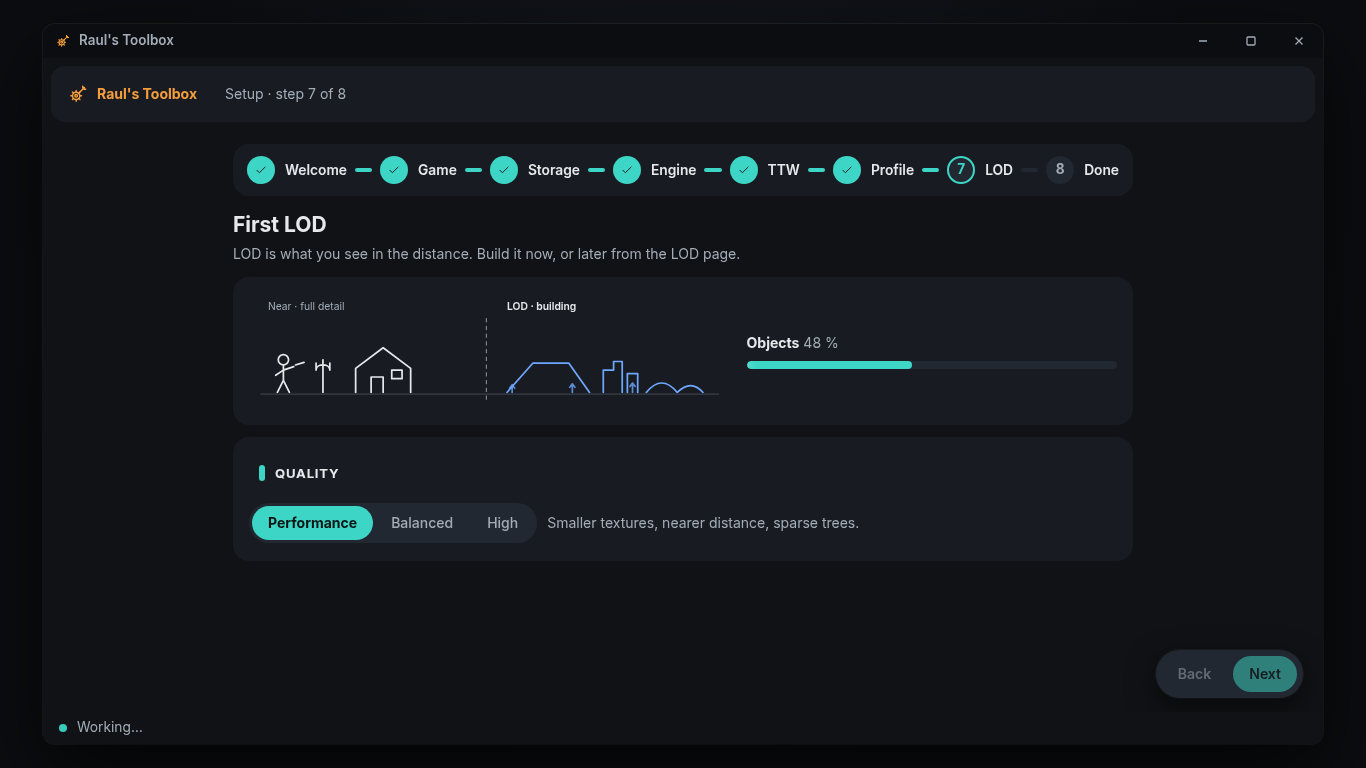 Raul's Toolbox
Raul's Toolbox Setup · step 7 of 8
Welcome Game Storage Engine TTW Profile 7 LOD 8 Done
First LOD
LOD is what you see in the distance. Build it now, or later from the LOD page.
Near · full detail LOD · building
Objects 48 %
QUALITY
Performance Balanced High Smaller textures, nearer distance, sparse trees.
Back Next
Working...